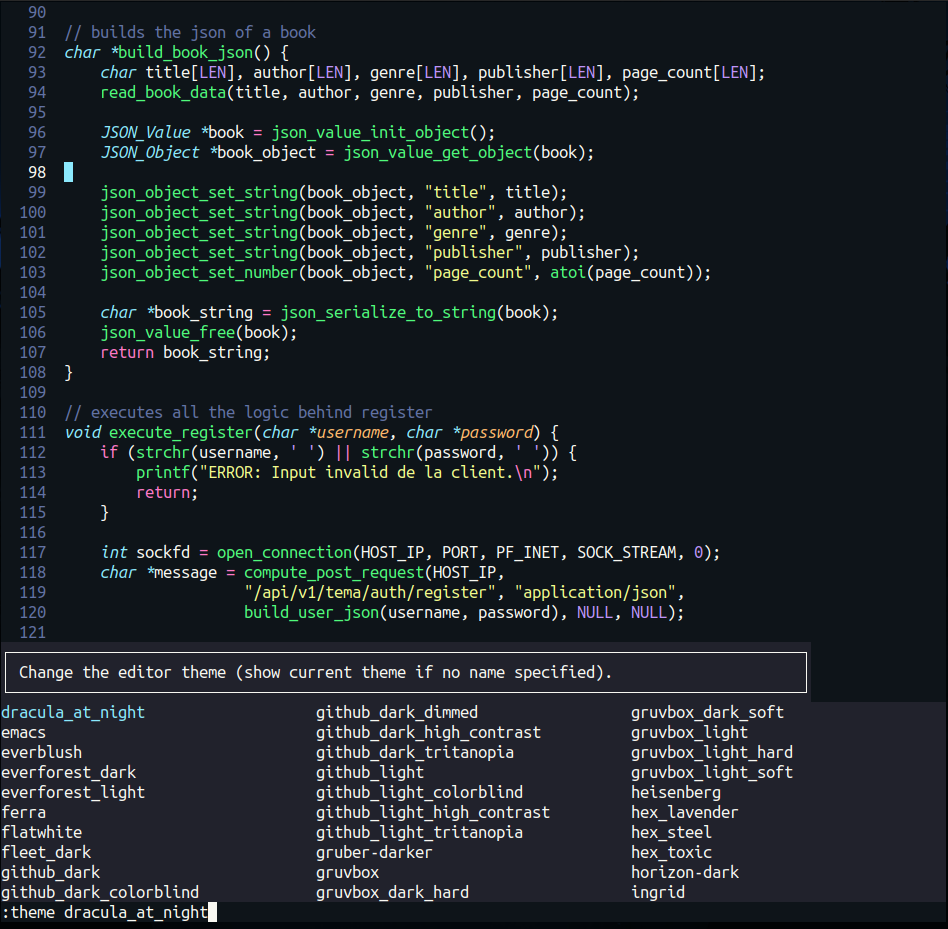 90
91 // builds the json of a book
92 char *build_book_json() {
93     char title[LEN], author[LEN], genre[LEN], publisher[LEN], page_count[LEN];
94     read_book_data(title, author, genre, publisher, page_count);
95
96     JSON_Value *book = json_value_init_object();
97     JSON_Object *book_object = json_value_get_object(book);
98
99     json_object_set_string(book_object, "title", title);
100     json_object_set_string(book_object, "author", author);
101     json_object_set_string(book_object, "genre", genre);
102     json_object_set_string(book_object, "publisher", publisher);
103     json_object_set_number(book_object, "page_count", atoi(page_count));
104
105     char *book_string = json_serialize_to_string(book);
106     json_value_free(book);
107     return book_string;
108 }
109
110 // executes all the logic behind register
111 void execute_register(char *username, char *password) {
112     if (strchr(username, ' ') || strchr(password, ' ')) {
113         printf("ERROR: Input invalid de la client.\n");
114         return;
115     }
116
117     int sockfd = open_connection(HOST_IP, PORT, PF_INET, SOCK_STREAM, 0);
118     char *message = compute_post_request(HOST_IP,
119                     "/api/v1/tema/auth/register", "application/json",
120                     build_user_json(username, password), NULL, NULL);
121
Change the editor theme (show current theme if no name specified).
dracula_at_night github_dark_dimmed gruvbox_dark_soft
emacs github_dark_high_contrast gruvbox_light
everblush github_dark_tritanopia gruvbox_light_hard
everforest_dark github_light gruvbox_light_soft
everforest_light github_light_colorblind heisenberg
ferra github_light_high_contrast hex_lavender
flatwhite github_light_tritanopia hex_steel
fleet_dark gruber-darker hex_toxic
github_dark gruvbox horizon-dark
github_dark_colorblind gruvbox_dark_hard ingrid
:theme dracula_at_night